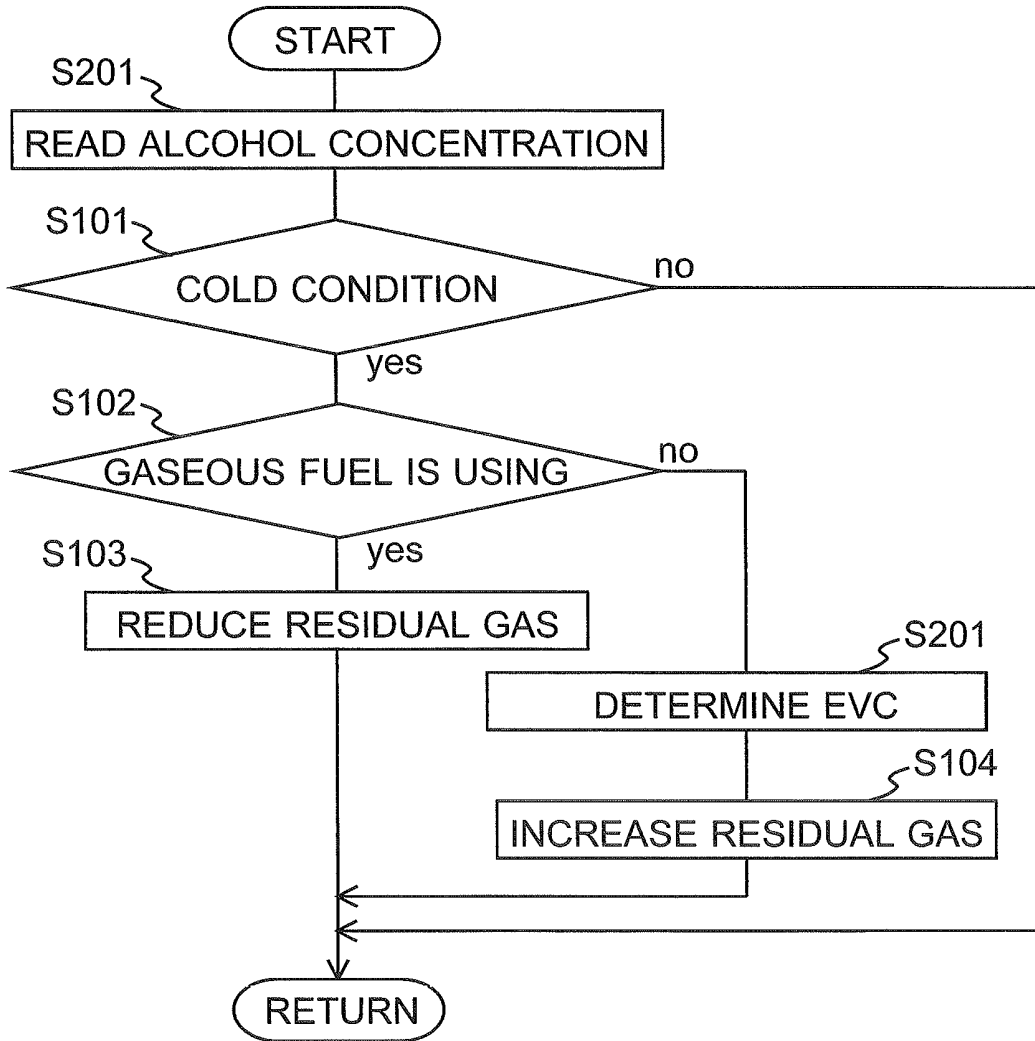 START
S201
READ ALCOHOL CONCENTRATION
S101
COLD CONDITION
no
yes
S102
GASEOUS FUEL IS USING
no
yes
S103
REDUCE RESIDUAL GAS
S201
DETERMINE EVC
S104
INCREASE RESIDUAL GAS
RETURN